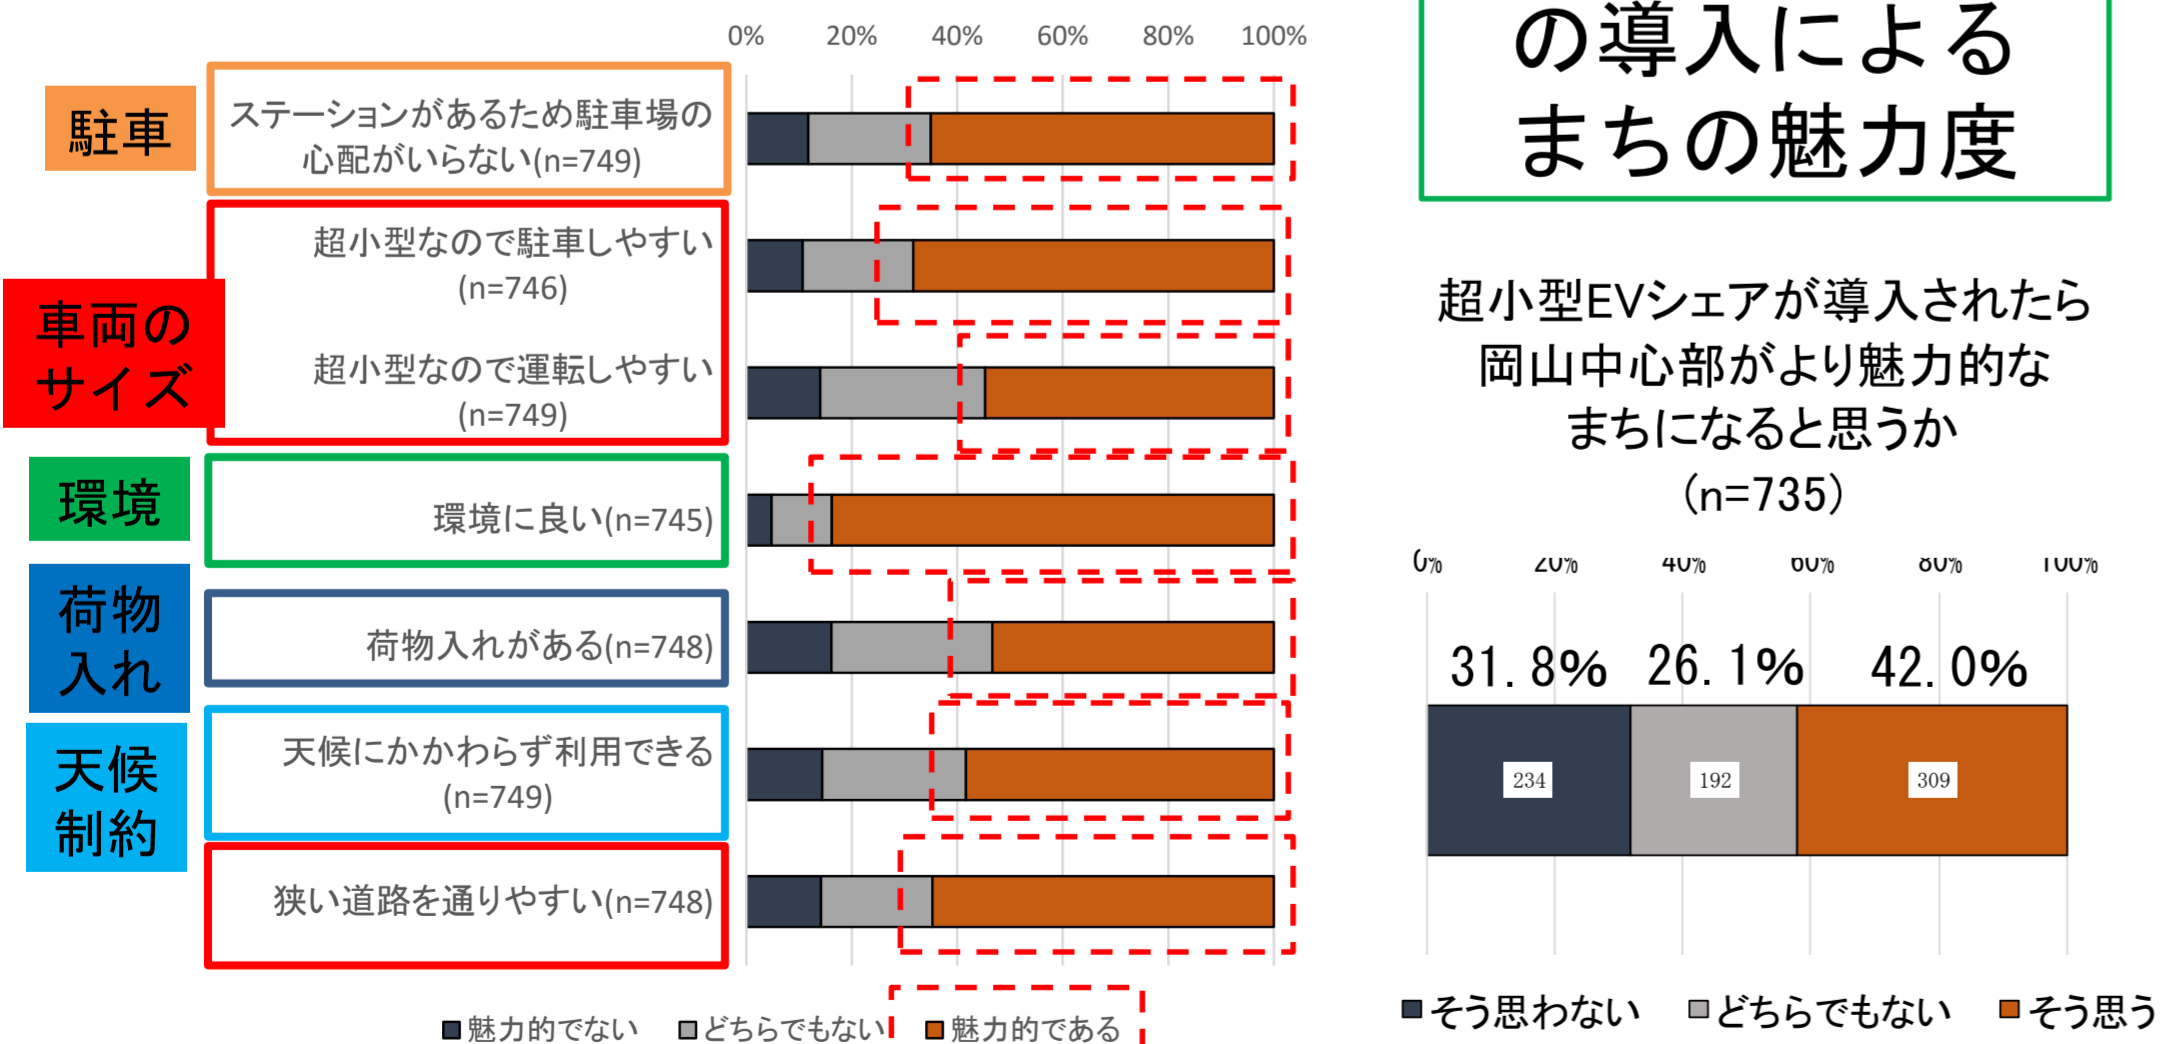 0% 20% 40% 60% 80% 100%
駐車
ステーションがあるため駐車場の
心配がいらない(n=749)
車両の
サイズ
超小型なので駐車しやすい
(n=746)
超小型なので運転しやすい
(n=749)
環境
環境に良い(n=745)
荷物
入れ
荷物入れがある(n=748)
天候
制約
天候にかかわらず利用できる
(n=749)
狭い道路を通りやすい(n=748)
魅力的でない どちらでもない 魅力的である
の導入による
まちの魅力度
超小型EVシェアが導入されたら
岡山中心部がより魅力的な
まちになると思うか
(n=735)
0% 20% 40% 60% 80% 100%
31.8% 26.1% 42.0%
234 192 309
そう思わない どちらでもない そう思う